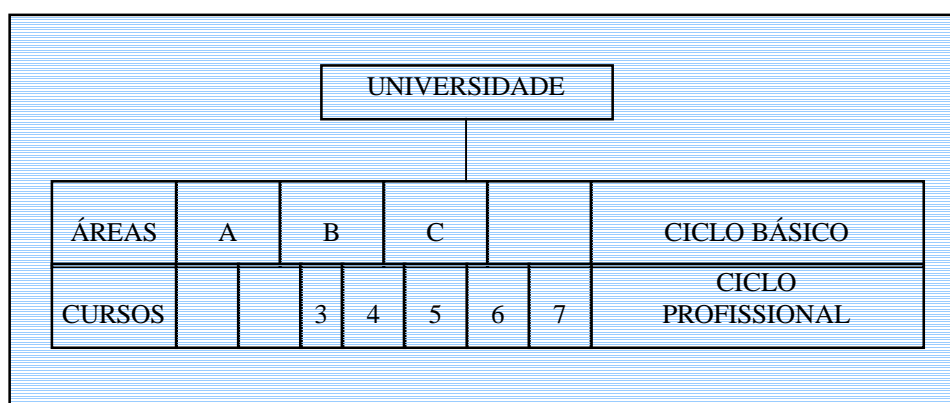 UNIVERSIDADE
ÁREAS A B C CICLO BÁSICO
CURSOS 3 4 5 6 7 CICLO
PROFISSIONAL